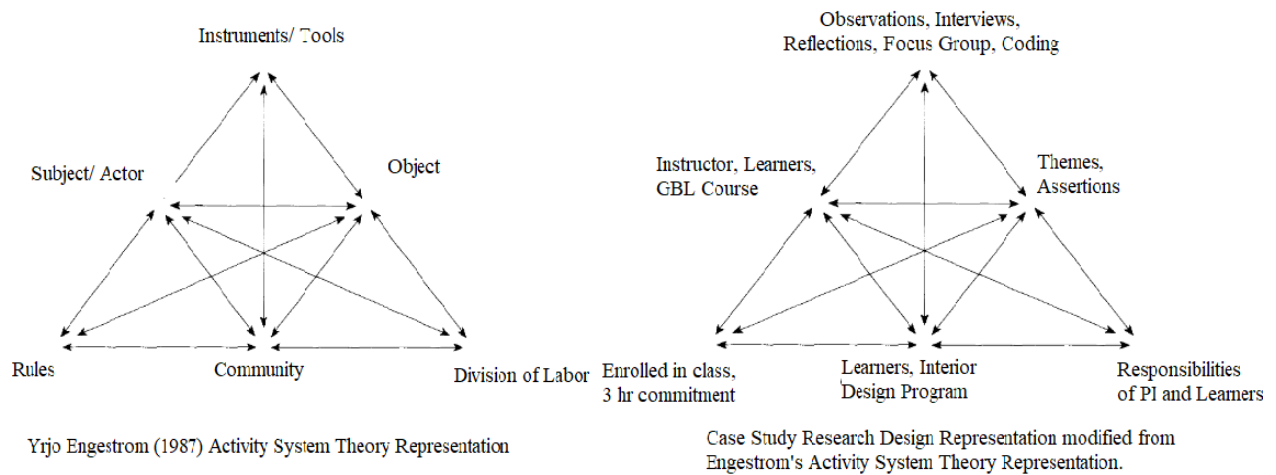 Instruments/ Tools
Subject/ Actor
Object
Rules
Community
Division of Labor
Yrjo Engestrom (1987) Activity System Theory Representation
Observations, Interviews,
Reflections, Focus Group, Coding
Instructor, Learners,
GBL Course
Themes,
Assertions
Enrolled in class,
3 hr commitment
Learners, Interior
Design Program
Responsibilities
of PI and Learners
Case Study Research Design Representation modified from
Engestrom's Activity System Theory Representation.